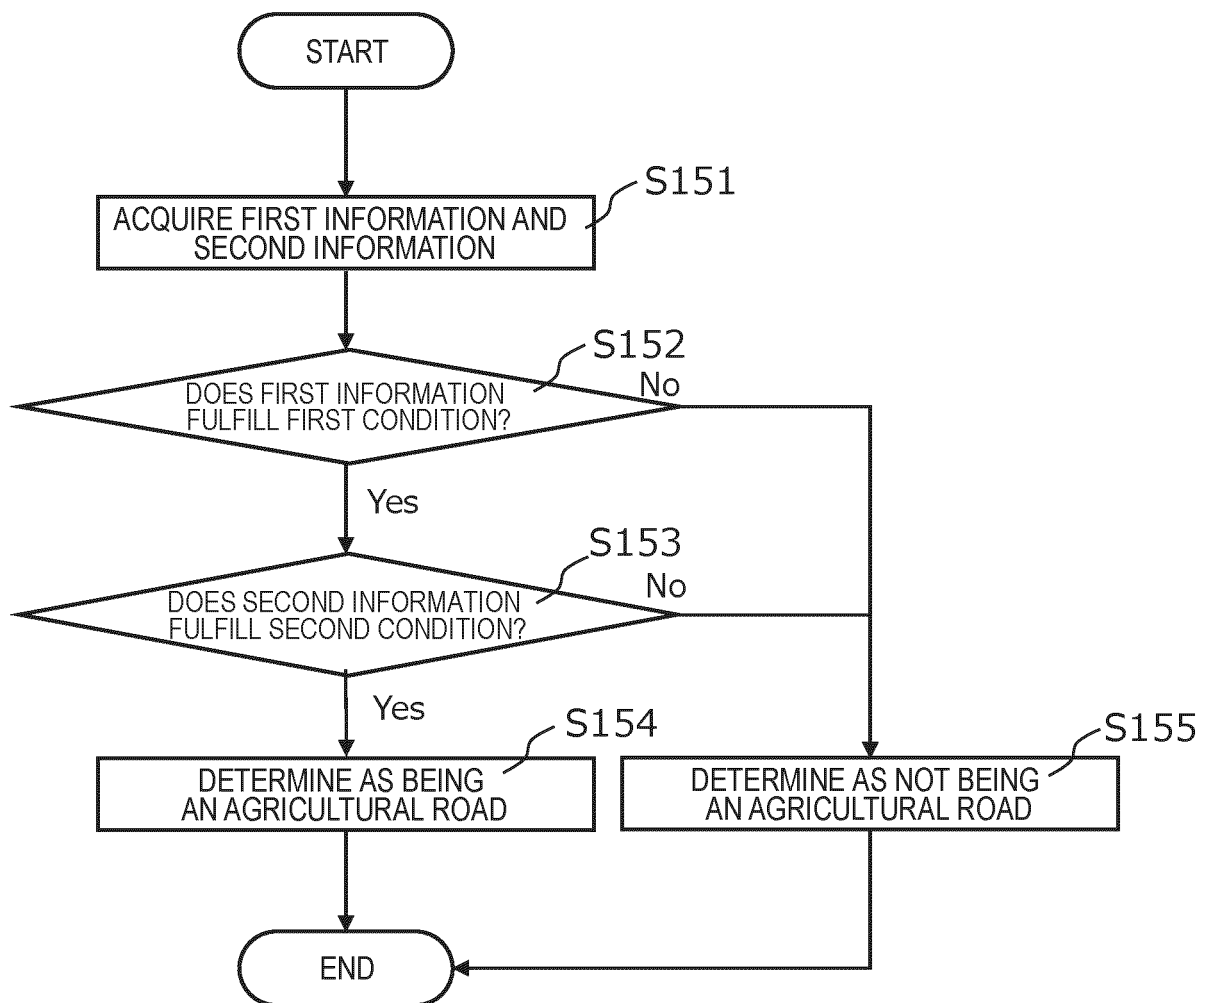 START
S151
ACQUIRE FIRST INFORMATION AND
SECOND INFORMATION
S152
No
DOES FIRST INFORMATION
FULFILL FIRST CONDITION?
Yes
S153
No
DOES SECOND INFORMATION
FULFILL SECOND CONDITION?
Yes
S154
DETERMINE AS BEING
AN AGRICULTURAL ROAD
S155
DETERMINE AS NOT BEING
AN AGRICULTURAL ROAD
END